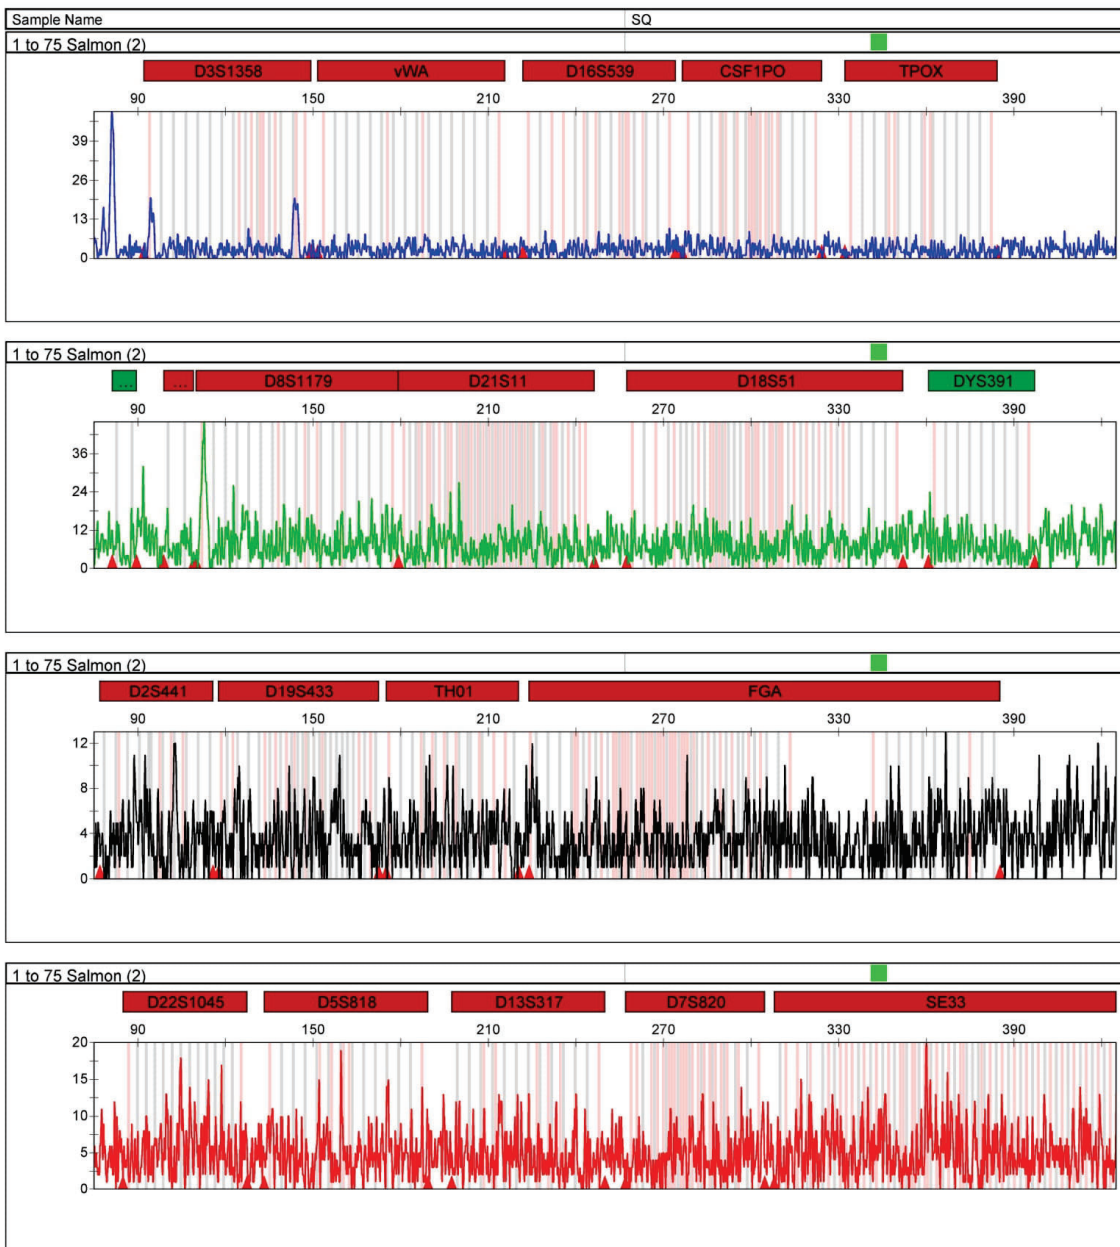 Sample Name SQ
1 to 75 Salmon (2)
D3S1358 vWA D16S539 CSF1PO TPOX
90 150 210 270 330 390
39
26
13
0
1 to 75 Salmon (2)
... ... D8S1179 D21S11 D18S51 DYS391
90 150 210 270 330 390
36
24
12
0
1 to 75 Salmon (2)
D2S441 D19S433 TH01 FGA
90 150 210 270 330 390
12
8
4
0
1 to 75 Salmon (2)
D22S1045 D5S818 D13S317 D7S820 SE33
90 150 210 270 330 390
20
15
10
5
0